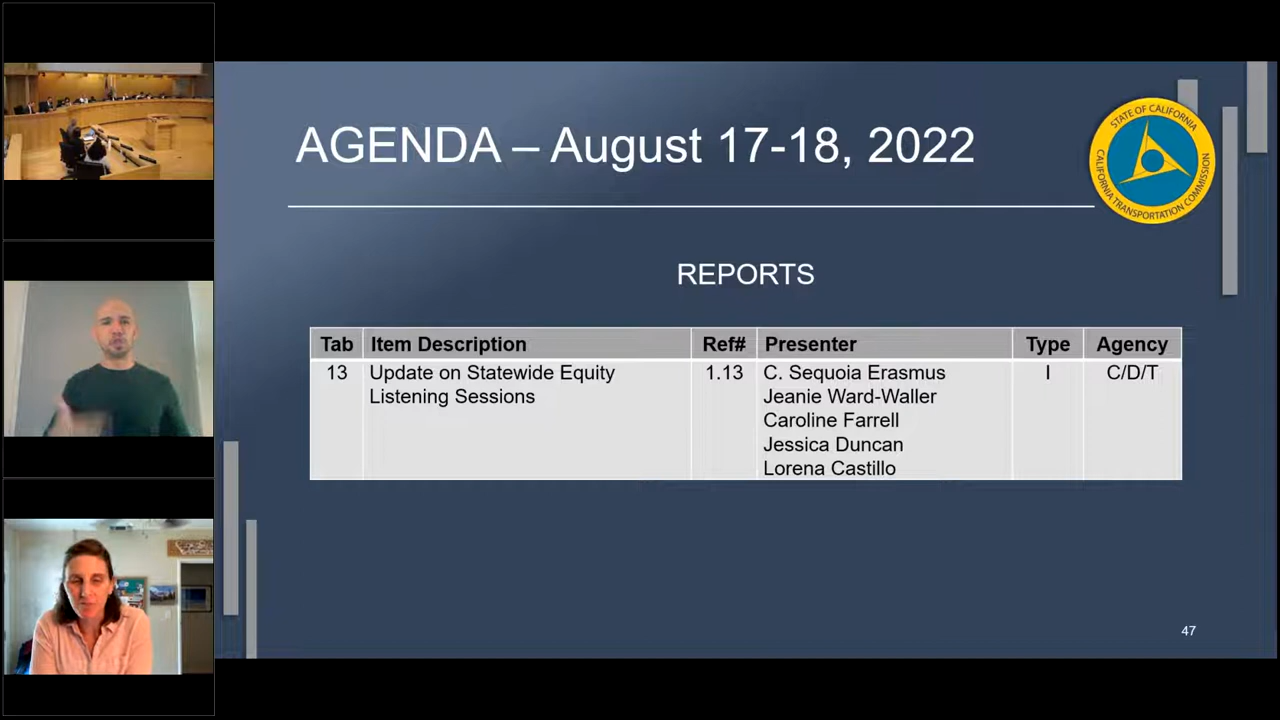 AGENDA – August 17-18, 2022
STATE OF CALIFORNIA
CALIFORNIA TRANSPORTATION COMMISSION
REPORTS
Tab Item Description Ref# Presenter Type Agency
13 Update on Statewide Equity 1.13 C. Sequoia Erasmus I C/D/T
Listening Sessions Jeanie Ward-Waller
Caroline Farrell
Jessica Duncan
Lorena Castillo
47